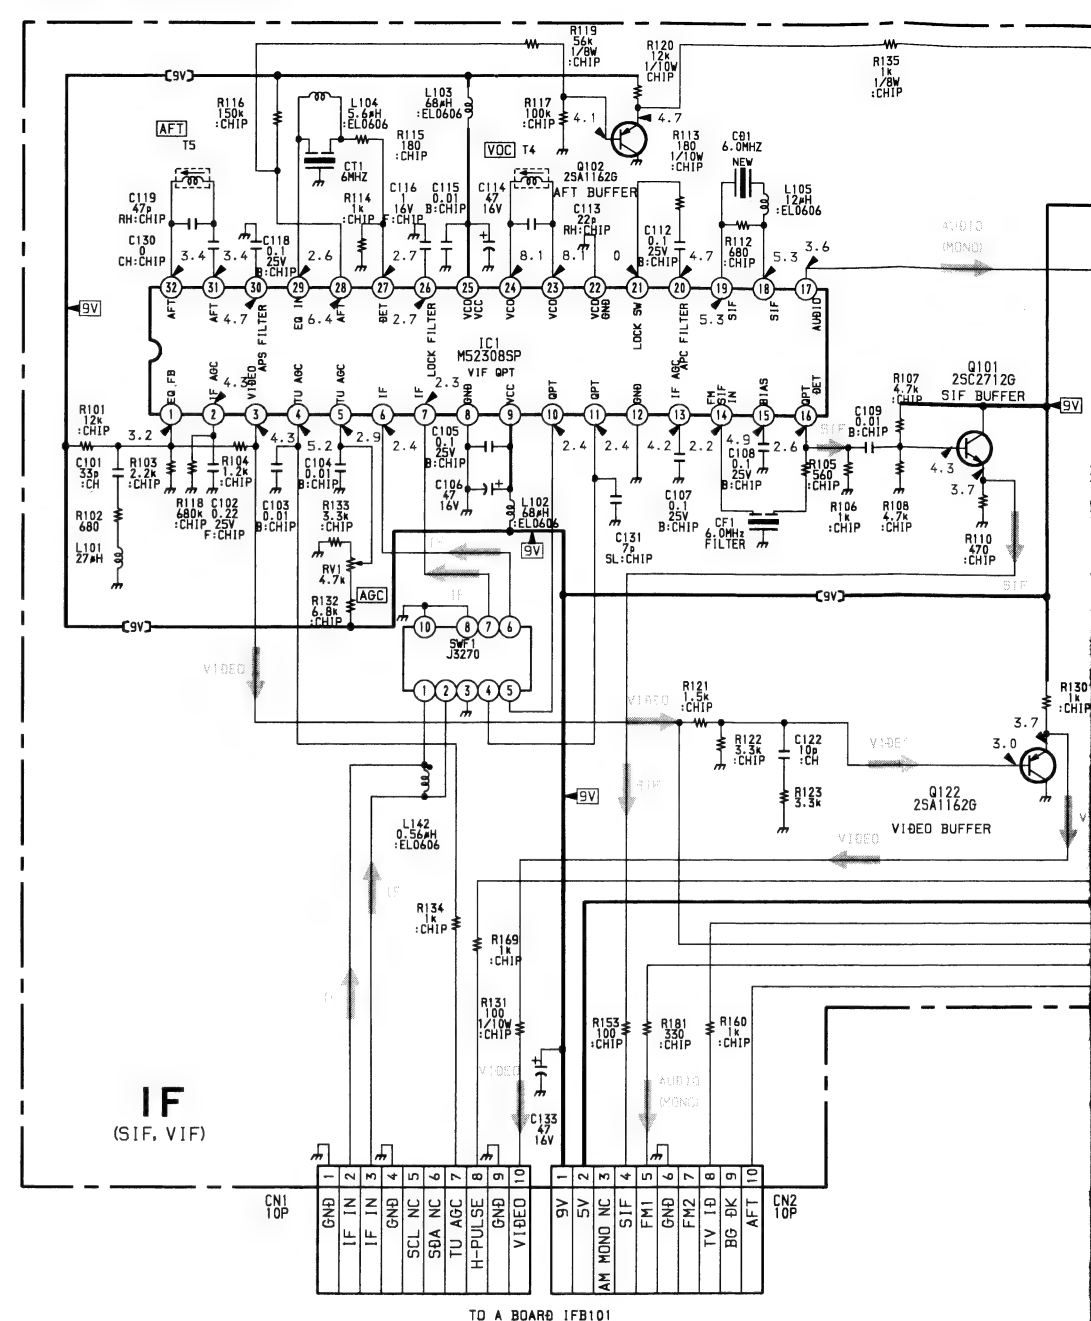 R119
56k
1/8W
:CHIP
R120
12k
1/10W
CHIP
R135
1k
1/8W
:CHIP
[9V]
R116
150k
:CHIP
L104
5.6μH
:EL0606
L103
68μH
:EL0606
R117
100k
:CHIP
4.1
4.7
AFT
T5
R115
180
:CHIP
CT1
6MHZ
VOC T4
Q102
2SA1162G
AFT BUFFER
R113
180
1/10W
:CHIP
CD1
6.0MHZ
NEW
L105
12μH
:EL0606
C119
47p
RH:CHIP
C130
0
CH:CHIP
C118
0.1
25V
B:CHIP
R114
1k
:CHIP
C116
1
16V
F:CHIP
C115
0.01
B:CHIP
C114
47
16V
C113
22p
RH:CHIP
C112
0.1
25V
B:CHIP
R112
680
:CHIP
AUDIO
(MONO)
3.4 3.4 2.6 2.7 8.1 8.1 0 4.7 5.3 3.6
32 31 30 29 28 27 26 25 24 23 22 21 20 19 18 17
AFT
AFT
APS FILTER
EQ IN
AFT
DET
LOCK FILTER
VCO
VCC
VCO
VCO
VCO
GND
LOCK SW
APC FILTER
SIF
SIF
AUDIO
4.7 6.4 2.7 5.3
9V
IC1
M52308SP
VIF OPT
EQ FB
IF AGC
VIDEO
TU AGC
TU AGC
IF
IF
GND
VCC
OPT
OPT
GND
IF AGC
FM
SIF
IN
BIAS
OPT
DET
4.3 2.3
1 2 3 4 5 6 7 8 9 10 11 12 13 14 15 16
3.2 4.3 5.2 2.9 2.4 2.4 2.4 4.2 2.2 4.9 2.6
R101
12k
:CHIP
C101
33p
:CH
R103
2.2k
:CHIP
R102
680
L101
27μH
R118
680k
:CHIP
R104
1.2k
:CHIP
C102
0.22
25V
F:CHIP
C103
0.01
B:CHIP
C104
0.01
B:CHIP
R133
3.3k
:CHIP
RV1
4.7k
R132
6.8k
:CHIP
AGC
C105
0.1
25V
B:CHIP
C106
47
16V
L102
68μH
:EL0606
9V
C131
7p
SL:CHIP
C107
0.1
25V
B:CHIP
C108
0.1
25V
B:CHIP
CF1
6.0MHz
FILTER
SIF
R105
560
:CHIP
R106
1k
:CHIP
C109
0.01
B:CHIP
R107
4.7k
:CHIP
R108
4.7k
:CHIP
Q101
2SC2712G
SIF BUFFER
9V
4.3
3.7
R110
470
:CHIP
SIF
IF
[9V]
[9V]
10 8 7 6
SWF1
J3270
1 2 3 4 5
VIDEO
VIDEO
R121
1.5k
:CHIP
R122
3.3k
:CHIP
C122
10p
:CH
R123
3.3k
R130
1k
:CHIP
3.7
3.0
Q122
2SA1162G
VIDEO BUFFER
SIF
9V
VIDEO
L142
0.56μH
:EL0606
IF
R134
1k
:CHIP
R169
1k
:CHIP
R131
100
1/10W
:CHIP
R153
100
:CHIP
R181
330
:CHIP
R160
1k
:CHIP
VIDEO
AUDIO
(MONO)
C133
47
16V
IF
(SIF, VIF)
CN1
10P
1 2 3 4 5 6 7 8 9 10
GND
IF IN
IF IN
GND
SCL NC
SDA NC
TU AGC
H-PULSE
GND
VIDEO
1 2 3 4 5 6 7 8 9 10
9V
5V
AM MONO NC
SIF
FM1
GND
FM2
TV ID
BG DK
AFT
CN2
10P
TO A BOARD IFB101